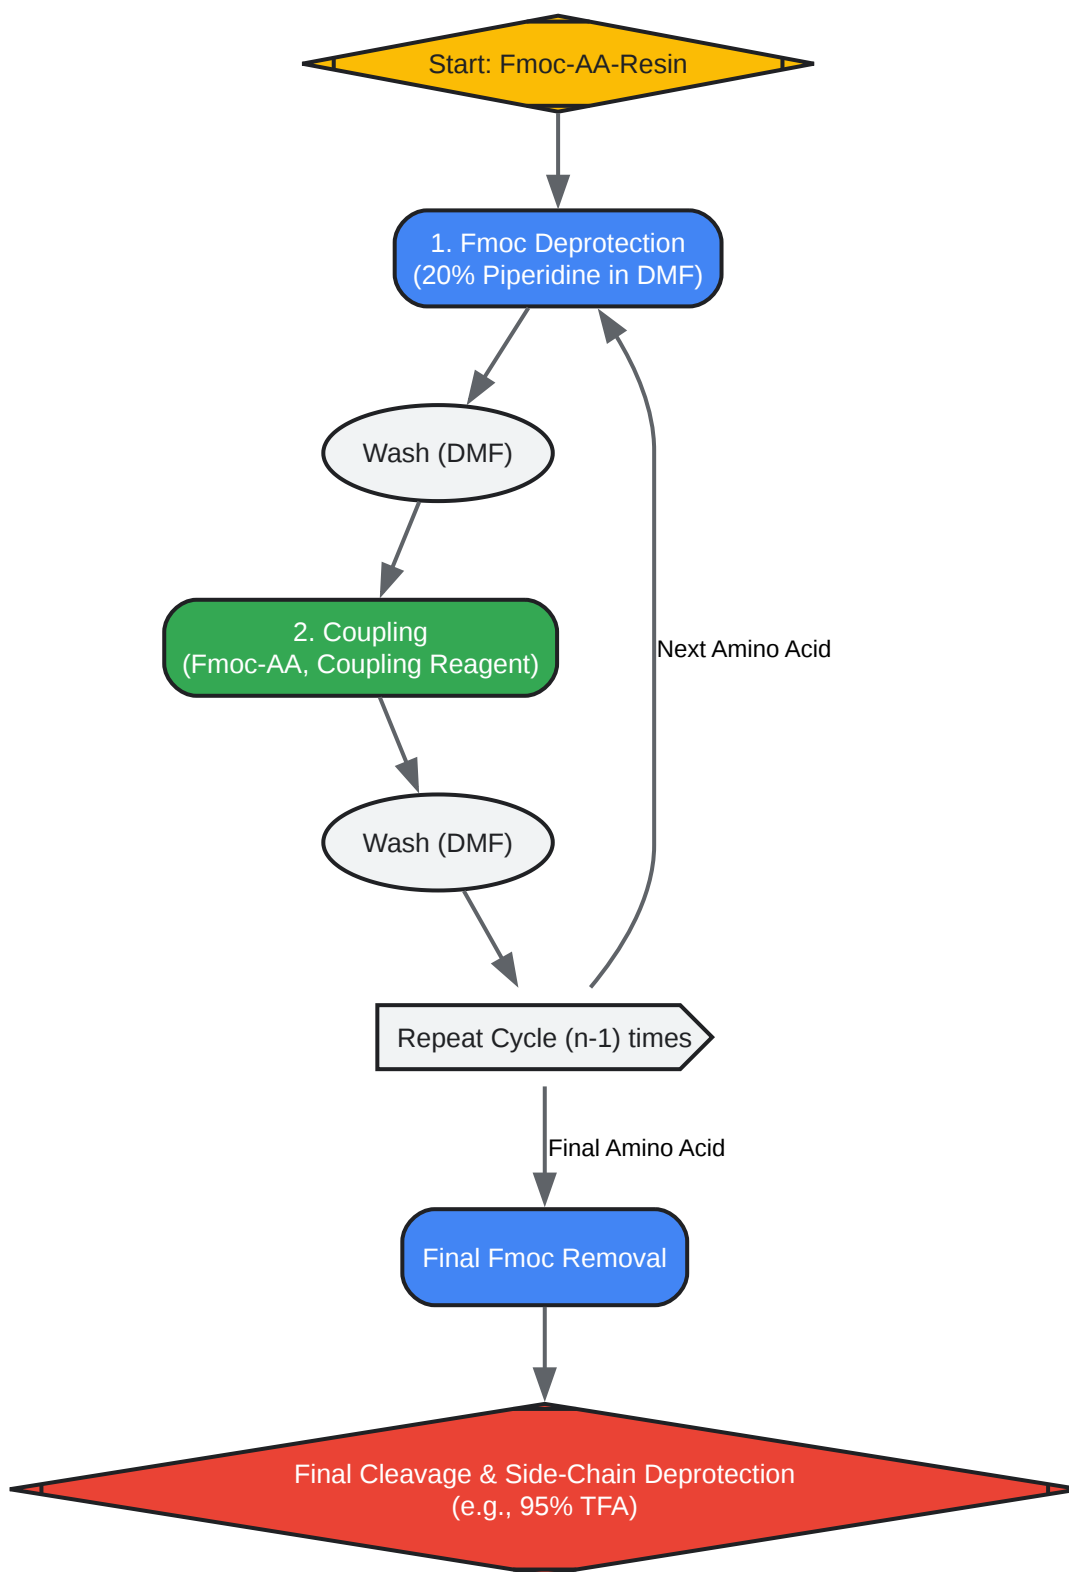 Start: Fmoc-AA-Resin
1. Fmoc Deprotection
(20% Piperidine in DMF)
Wash (DMF)
2. Coupling
(Fmoc-AA, Coupling Reagent)
Next Amino Acid
Wash (DMF)
Repeat Cycle (n-1) times
Final Amino Acid
Final Fmoc Removal
Final Cleavage & Side-Chain Deprotection
(e.g., 95% TFA)